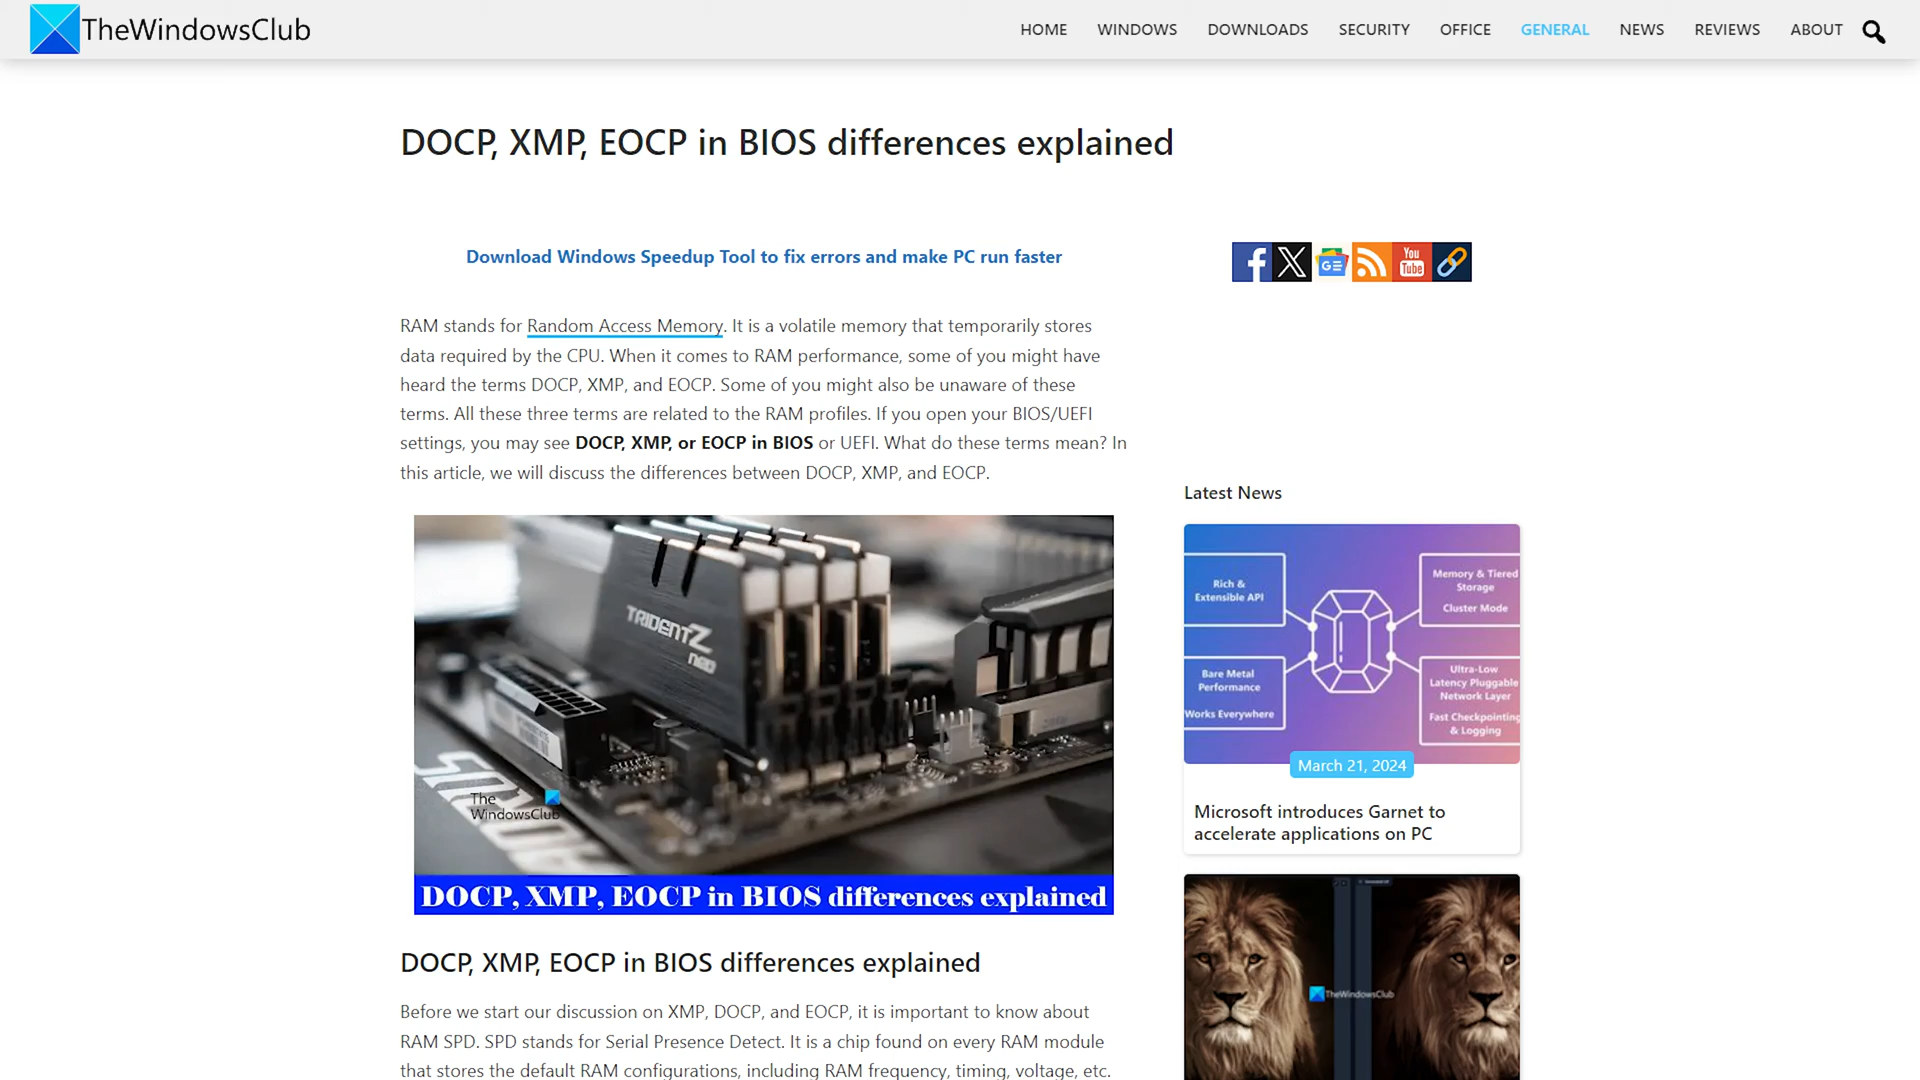 TheWindowsClub
HOME WINDOWS DOWNLOADS SECURITY OFFICE GENERAL NEWS REVIEWS ABOUT
DOCP, XMP, EOCP in BIOS differences explained
Download Windows Speedup Tool to fix errors and make PC run faster
RAM stands for Random Access Memory. It is a volatile memory that temporarily stores
data required by the CPU. When it comes to RAM performance, some of you might have
heard the terms DOCP, XMP, and EOCP. Some of you might also be unaware of these
terms. All these three terms are related to the RAM profiles. If you open your BIOS/UEFI
settings, you may see DOCP, XMP, or EOCP in BIOS or UEFI. What do these terms mean? In
this article, we will discuss the differences between DOCP, XMP, and EOCP.
TRIDENT Z
neo
The
WindowsClub
DOCP, XMP, EOCP in BIOS differences explained
DOCP, XMP, EOCP in BIOS differences explained
Before we start our discussion on XMP, DOCP, and EOCP, it is important to know about
RAM SPD. SPD stands for Serial Presence Detect. It is a chip found on every RAM module
that stores the default RAM configurations, including RAM frequency, timing, voltage, etc.
You
Tube
Latest News
Rich &
Extensible API
Memory & Tiered
Storage
Cluster Mode
Bare Metal
Performance
Works Everywhere
Ultra-Low
Latency Pluggable
Network Layer
Fast Checkpointing
& Logging
March 21, 2024
Microsoft introduces Garnet to
accelerate applications on PC
TheWindowsClub